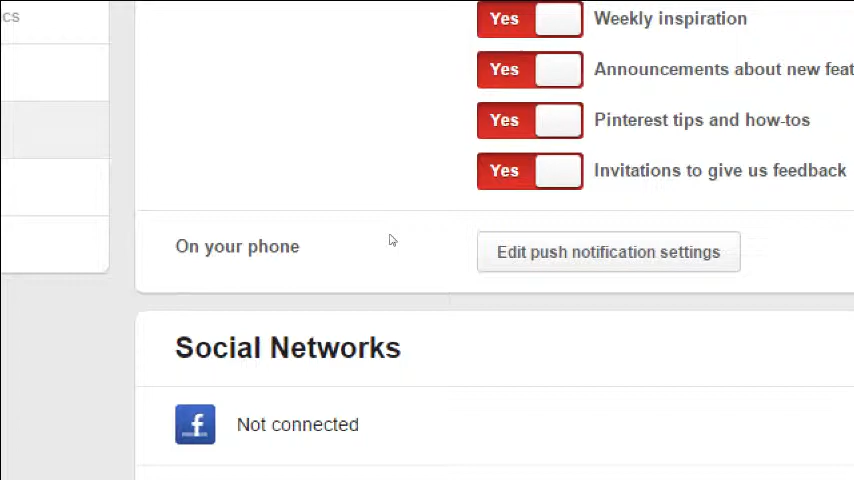 cs
Yes Weekly inspiration
Yes Announcements about new feat
Yes Pinterest tips and how-tos
Yes Invitations to give us feedback
On your phone Edit push notification settings
Social Networks
f Not connected